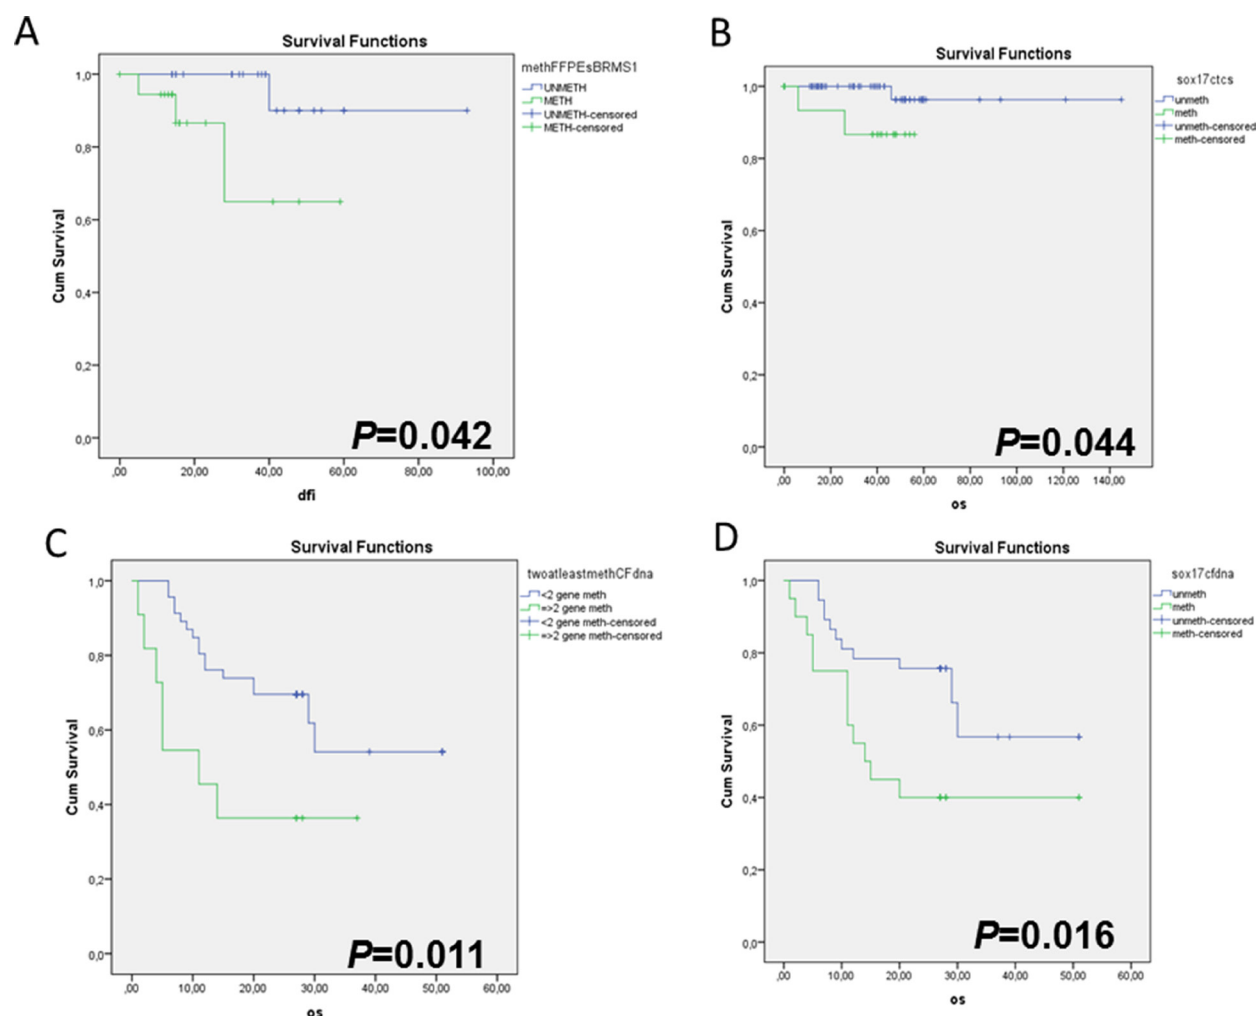 A
Survival Functions
methFFPEsBRMS1
UNMETH
METH
UNMETH-censored
METH-censored
Cum Survival
1,0
0,8
0,6
0,4
0,2
0,0
P=0.042
,00 20,00 40,00 60,00 80,00 100,00
dfi
B
Survival Functions
sox17ctcs
unmeth
meth
unmeth-censored
meth-censored
Cum Survival
1,0
0,8
0,6
0,4
0,2
0,0
P=0.044
,00 20,00 40,00 60,00 80,00 100,00 120,00 140,00
os
C
Survival Functions
twoatleastmethCFdna
<2 gene meth
=>2 gene meth
<2 gene meth-censored
=>2 gene meth-censored
Cum Survival
1,0
0,8
0,6
0,4
0,2
0,0
P=0.011
,00 10,00 20,00 30,00 40,00 50,00 60,00
os
D
Survival Functions
sox17cfdna
unmeth
meth
unmeth-censored
meth-censored
Cum Survival
1,0
0,8
0,6
0,4
0,2
0,0
P=0.016
,00 10,00 20,00 30,00 40,00 50,00 60,00
os